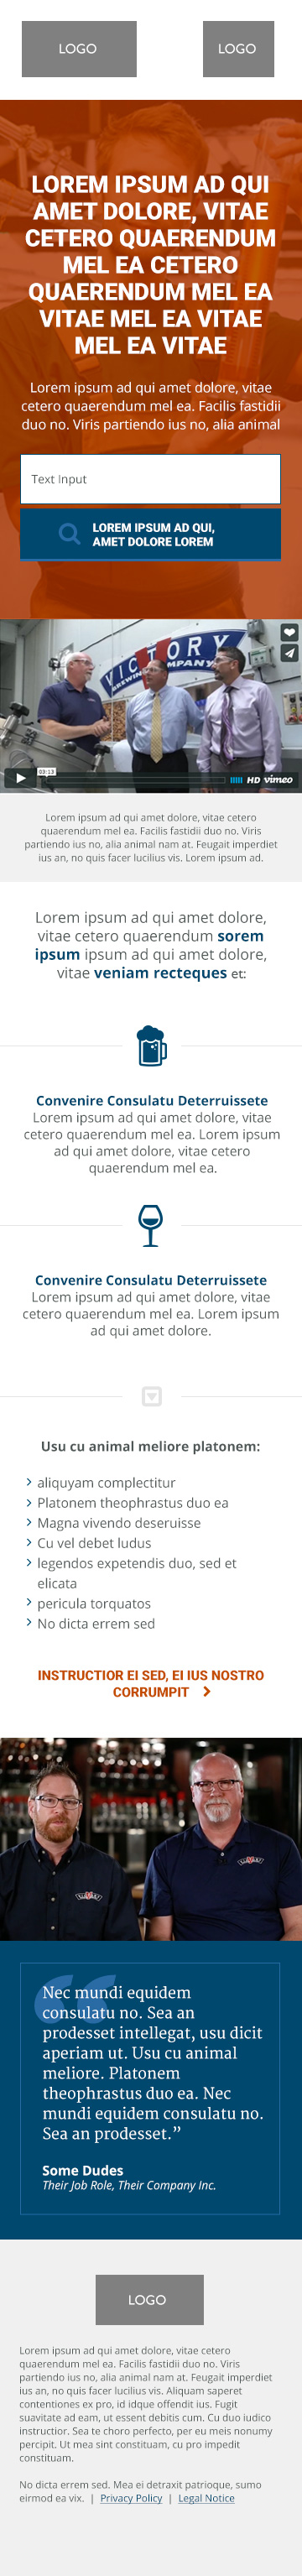 LOGO
LOGO
LOREM IPSUM AD QUI
AMET DOLORE, VITAE
CETERO QUAERENDUM
MEL EA CETERO
QUAERENDUM MEL EA
VITAE MEL EA VITAE
MEL EA VITAE
Lorem ipsum ad qui amet dolore, vitae
cetero quaerendum mel ea. Facilis fastidii
duo no. Viris partiendo ius no, alia animal
Text Input
LOREM IPSUM AD QUI,
AMET DOLORE LOREM
VICTORY
BREWING COMPANY
03:13
HD vimeo
Lorem ipsum ad qui amet dolore, vitae cetero
quaerendum mel ea. Facilis fastidii duo no. Viris
partiendo ius no, alia animal nam at. Feugait imperdiet
ius an, no quis facer lucilius vis. Lorem ipsum ad.
Lorem ipsum ad qui amet dolore,
vitae cetero quaerendum sorem
ipsum ipsum ad qui amet dolore,
vitae veniam recteques et:
Convenire Consulatu Deterruissete
Lorem ipsum ad qui amet dolore, vitae
cetero quaerendum mel ea. Lorem ipsum
ad qui amet dolore, vitae cetero
quaerendum mel ea.
Convenire Consulatu Deterruissete
Lorem ipsum ad qui amet dolore, vitae
cetero quaerendum mel ea. Lorem ipsum
ad qui amet dolore.
Usu cu animal meliore platonem:
aliquyam complectitur
Platonem theophrastus duo ea
Magna vivendo deseruisse
Cu vel debet ludus
legendos expetendis duo, sed et
elicata
pericula torquatos
No dicta errem sed
INSTRUCTIOR EI SED, EI IUS NOSTRO
CORRUMPIT
“Nec mundi equidem
consulatu no. Sea an
prodesset intellegat, usu dicit
aperiam ut. Usu cu animal
meliore. Platonem
theophrastus duo ea. Nec
mundi equidem consulatu no.
Sea an prodesset.”
Some Dudes
Their Job Role, Their Company Inc.
LOGO
Lorem ipsum ad qui amet dolore, vitae cetero
quaerendum mel ea. Facilis fastidii duo no. Viris
partiendo ius no, alia animal nam at. Feugait imperdiet
ius an, no quis facer lucilius vis. Aliquam saperet
contentiones ex pro, id idque offendit ius. Fugit
suavitate ad eam, ut essent debitis cum. Cu duo iudico
instructior. Sea te choro perfecto, per eu meis nonumy
percipit. Ut mea sint constituam, cu pro impedit
constituam.
No dicta errem sed. Mea ei detraxit patrioque, sumo
eirmod ea vix. | Privacy Policy | Legal Notice